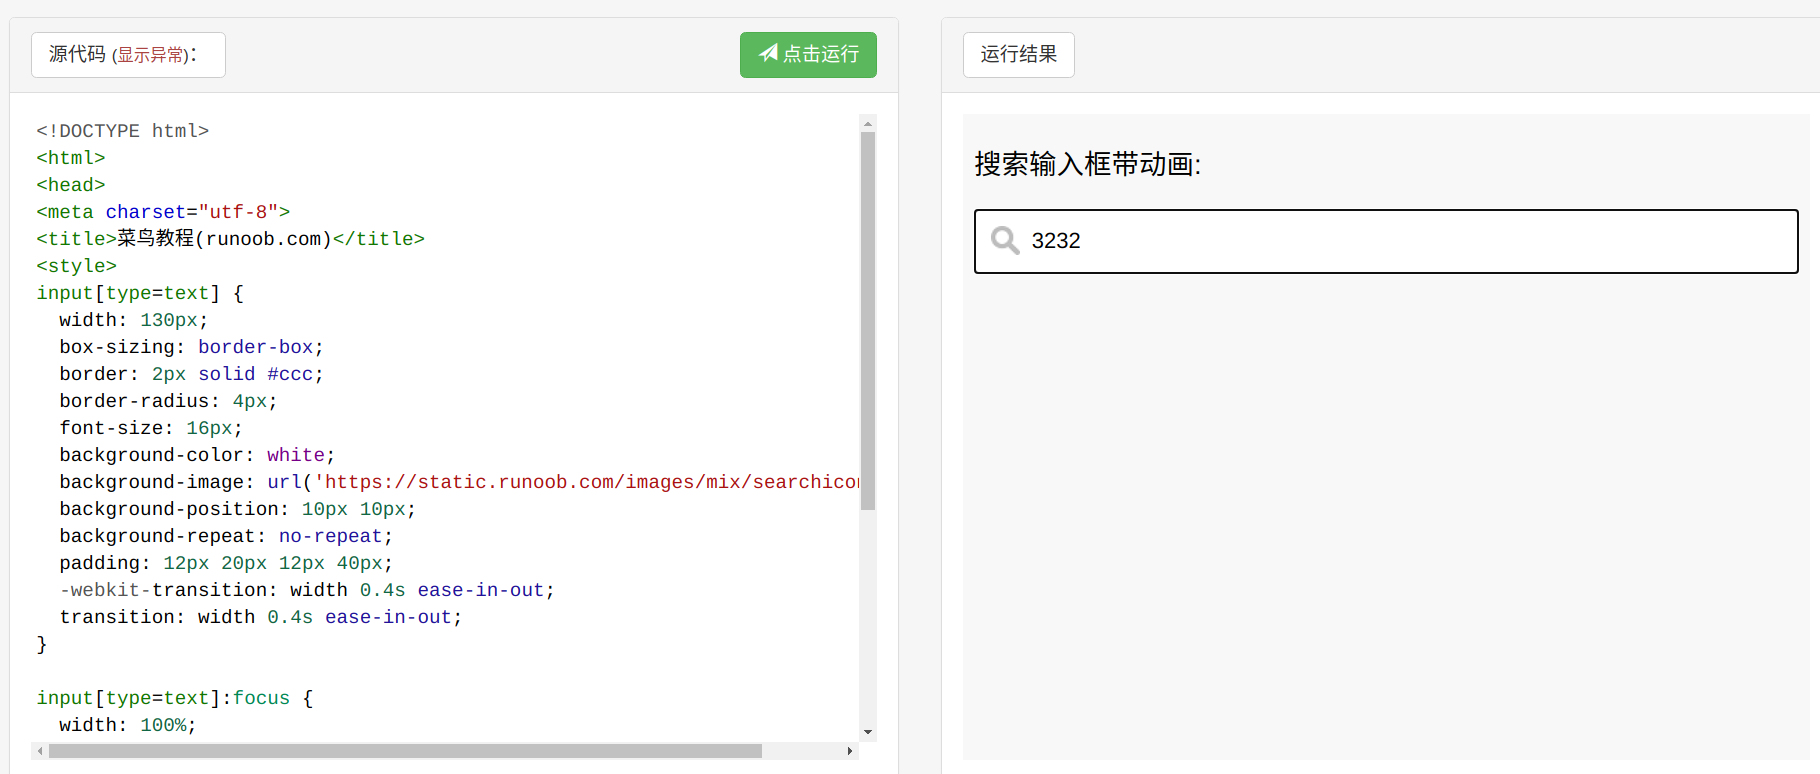 源代码 (显示异常)：
点击运行
<!DOCTYPE html>
<html>
<head>
<meta charset="utf-8">
<title>菜鸟教程(runoob.com)</title>
<style>
input[type=text] {
  width: 130px;
  box-sizing: border-box;
  border: 2px solid #ccc;
  border-radius: 4px;
  font-size: 16px;
  background-color: white;
  background-image: url('https://static.runoob.com/images/mix/searchico
  background-position: 10px 10px;
  background-repeat: no-repeat;
  padding: 12px 20px 12px 40px;
  -webkit-transition: width 0.4s ease-in-out;
  transition: width 0.4s ease-in-out;
}
input[type=text]:focus {
  width: 100%;
运行结果
搜索输入框带动画:
3232